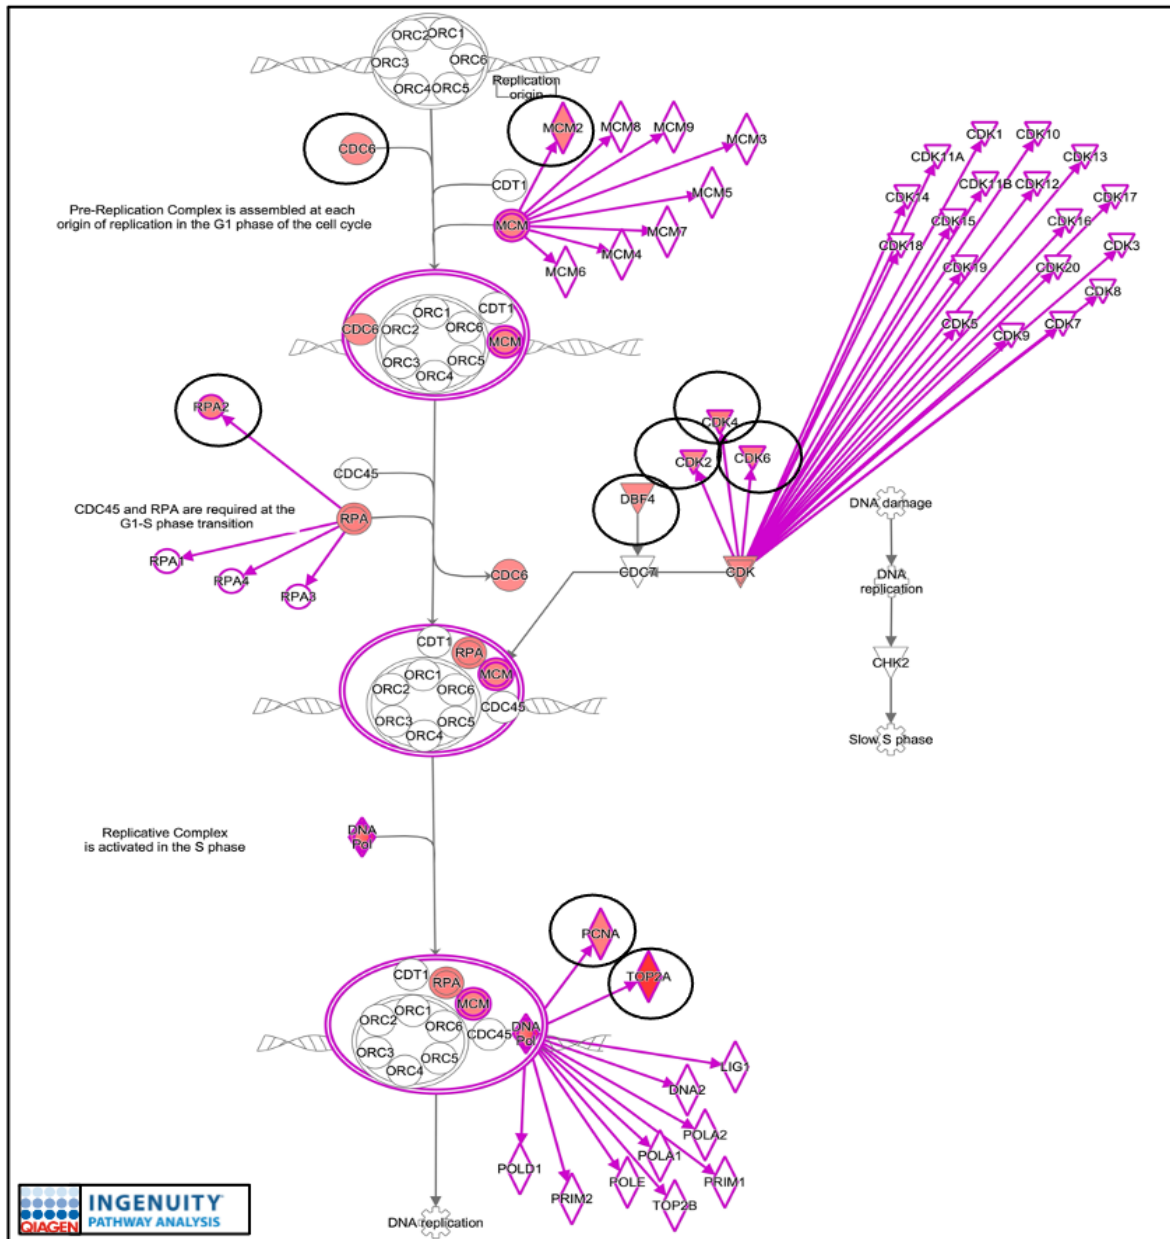 ORC2
ORC1
ORC3
ORC6
ORC4
ORC5
Replication
origin
CDC6
MCM2
MCM8
MCM9
MCM3
CDT1
MCM5
MCM
MCM7
MCM4
MCM6
Pre-Replication Complex is assembled at each
origin of replication in the G1 phase of the cell cycle
CDK1
CDK10
CDK11A
CDK13
CDK11B
CDK12
CDK14
CDK17
CDK15
CDK16
CDK18
CDK3
CDK19
CDK20
CDK8
CDK5
CDK7
CDK9
CDT1
ORC1
CDC6
ORC2
ORC6
MCM
ORC3
ORC5
ORC4
RPA2
CDK4
CDK2
CDK6
CDC45
DBF4
CDC45 and RPA are required at the
G1-S phase transition
RPA
RPA1
RPA4
RPA3
CDC6
CDC7
CDK
DNA damage
DNA
replication
CHK2
Slow S phase
CDT1
RPA
MCM
ORC1
ORC2
ORC6
CDC45
ORC3
ORC5
ORC4
Replicative Complex
is activated in the S phase
DNA
Pol
PCNA
TOP2A
CDT1
RPA
MCM
ORC1
ORC2
ORC6
CDC45
DNA
Pol
ORC3
ORC5
ORC4
LIG1
DNA2
POLA2
POLA1
POLD1
PRIM2
POLE
TOP2B
PRIM1
DNA replication
QIAGEN
INGENUITY
PATHWAY ANALYSIS